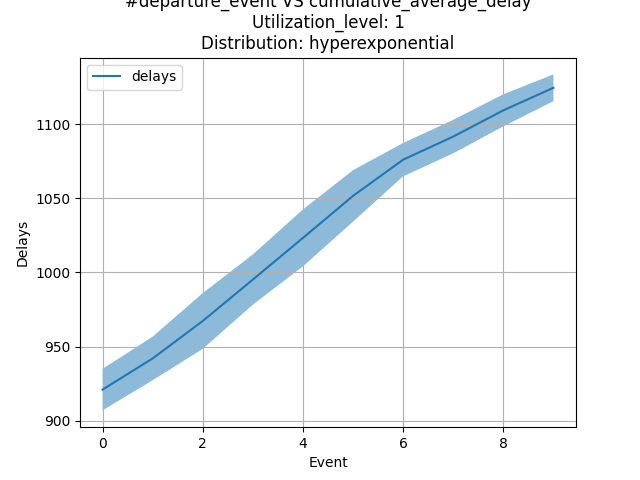 #departure_event VS cumulative_average_delay
Utilization_level: 1
Distribution: hyperexponential
delays
1100
1050
1000
950
900
Delays
0 2 4 6 8
Event